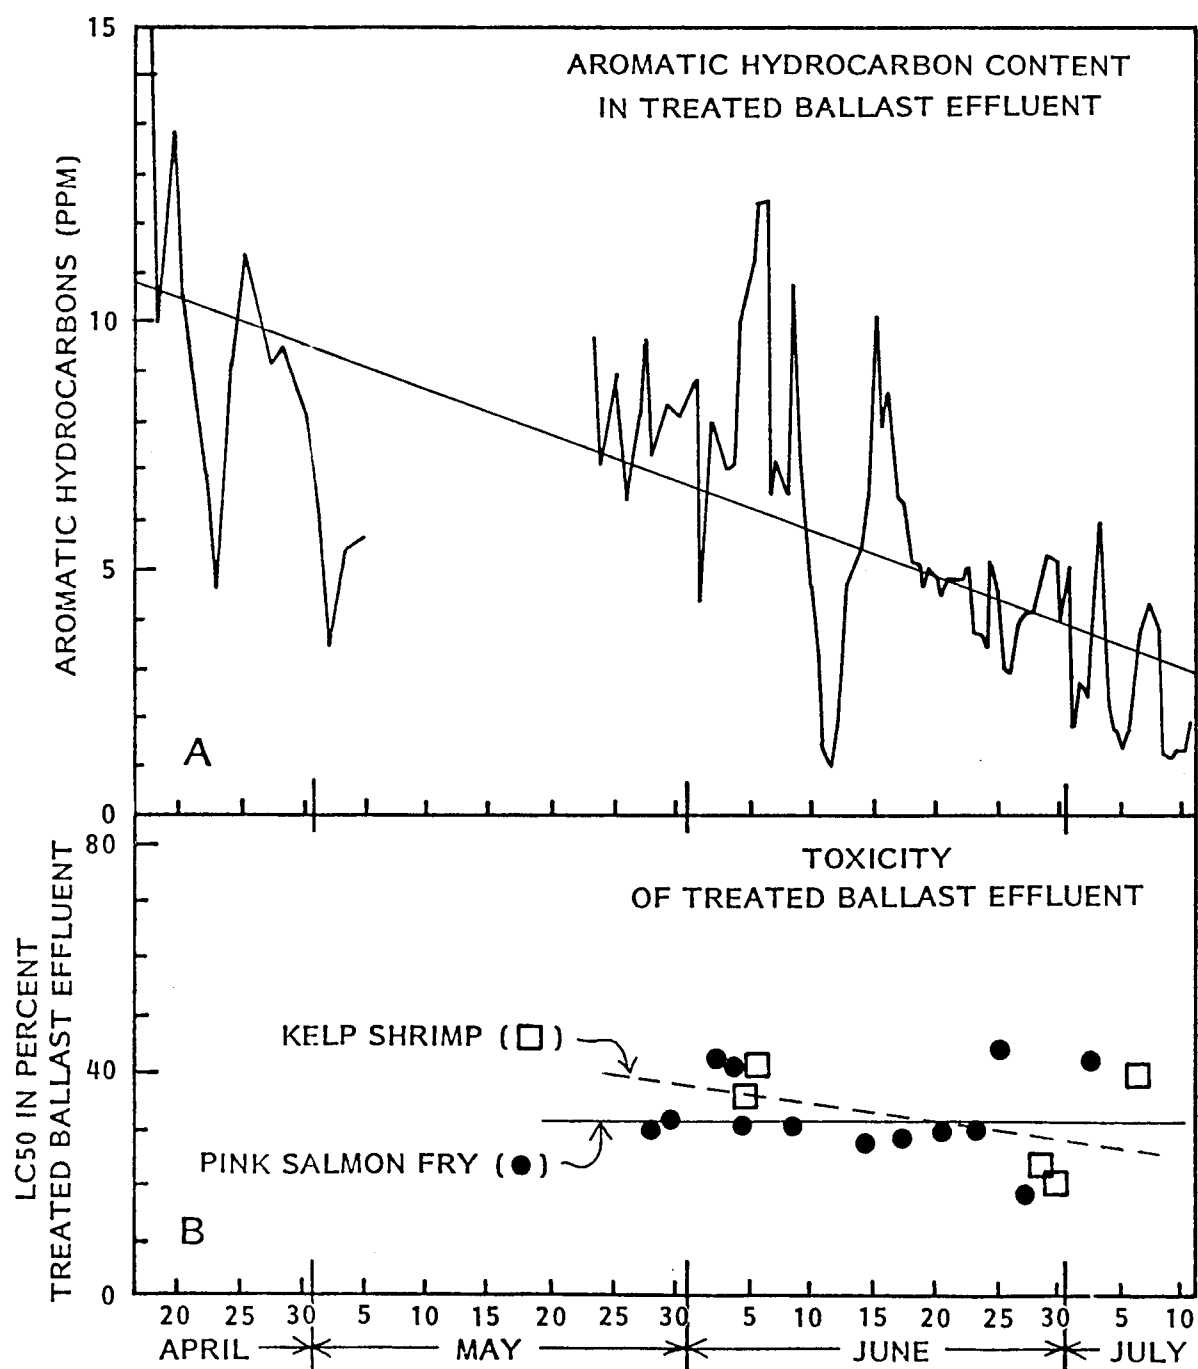 15
AROMATIC HYDROCARBON CONTENT
IN TREATED BALLAST EFFLUENT
AROMATIC HYDROCARBONS (PPM)
10
5
A
0
80
TOXICITY
OF TREATED BALLAST EFFLUENT
LC50 IN PERCENT
TREATED BALLAST EFFLUENT
KELP SHRIMP ( )
40
PINK SALMON FRY ( )
B
0
20 25 30 5 10 15 20 25 30 5 10 15 20 25 30 5 10
APRIL MAY JUNE JULY